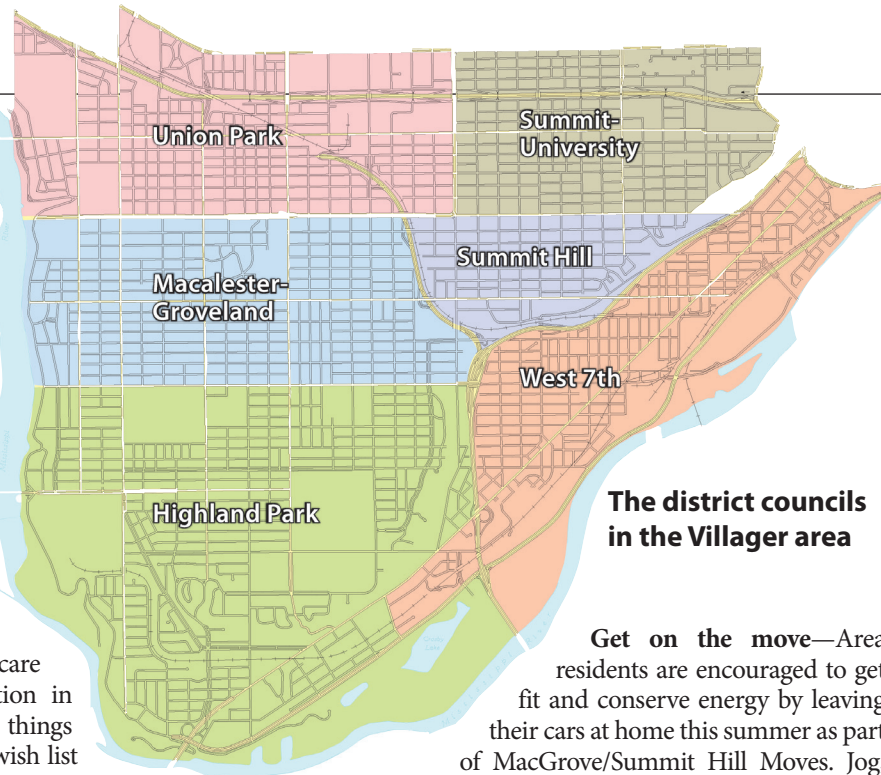 Union Park
Summit-
University
Summit Hill
Macalester-
Groveland
West 7th
Highland Park
The district councils
in the Villager area
care
tion in
things
wish list
Get on the move—Area
residents are encouraged to get
fit and conserve energy by leaving
their cars at home this summer as part
of MacGrove/Summit Hill Moves. Jog,